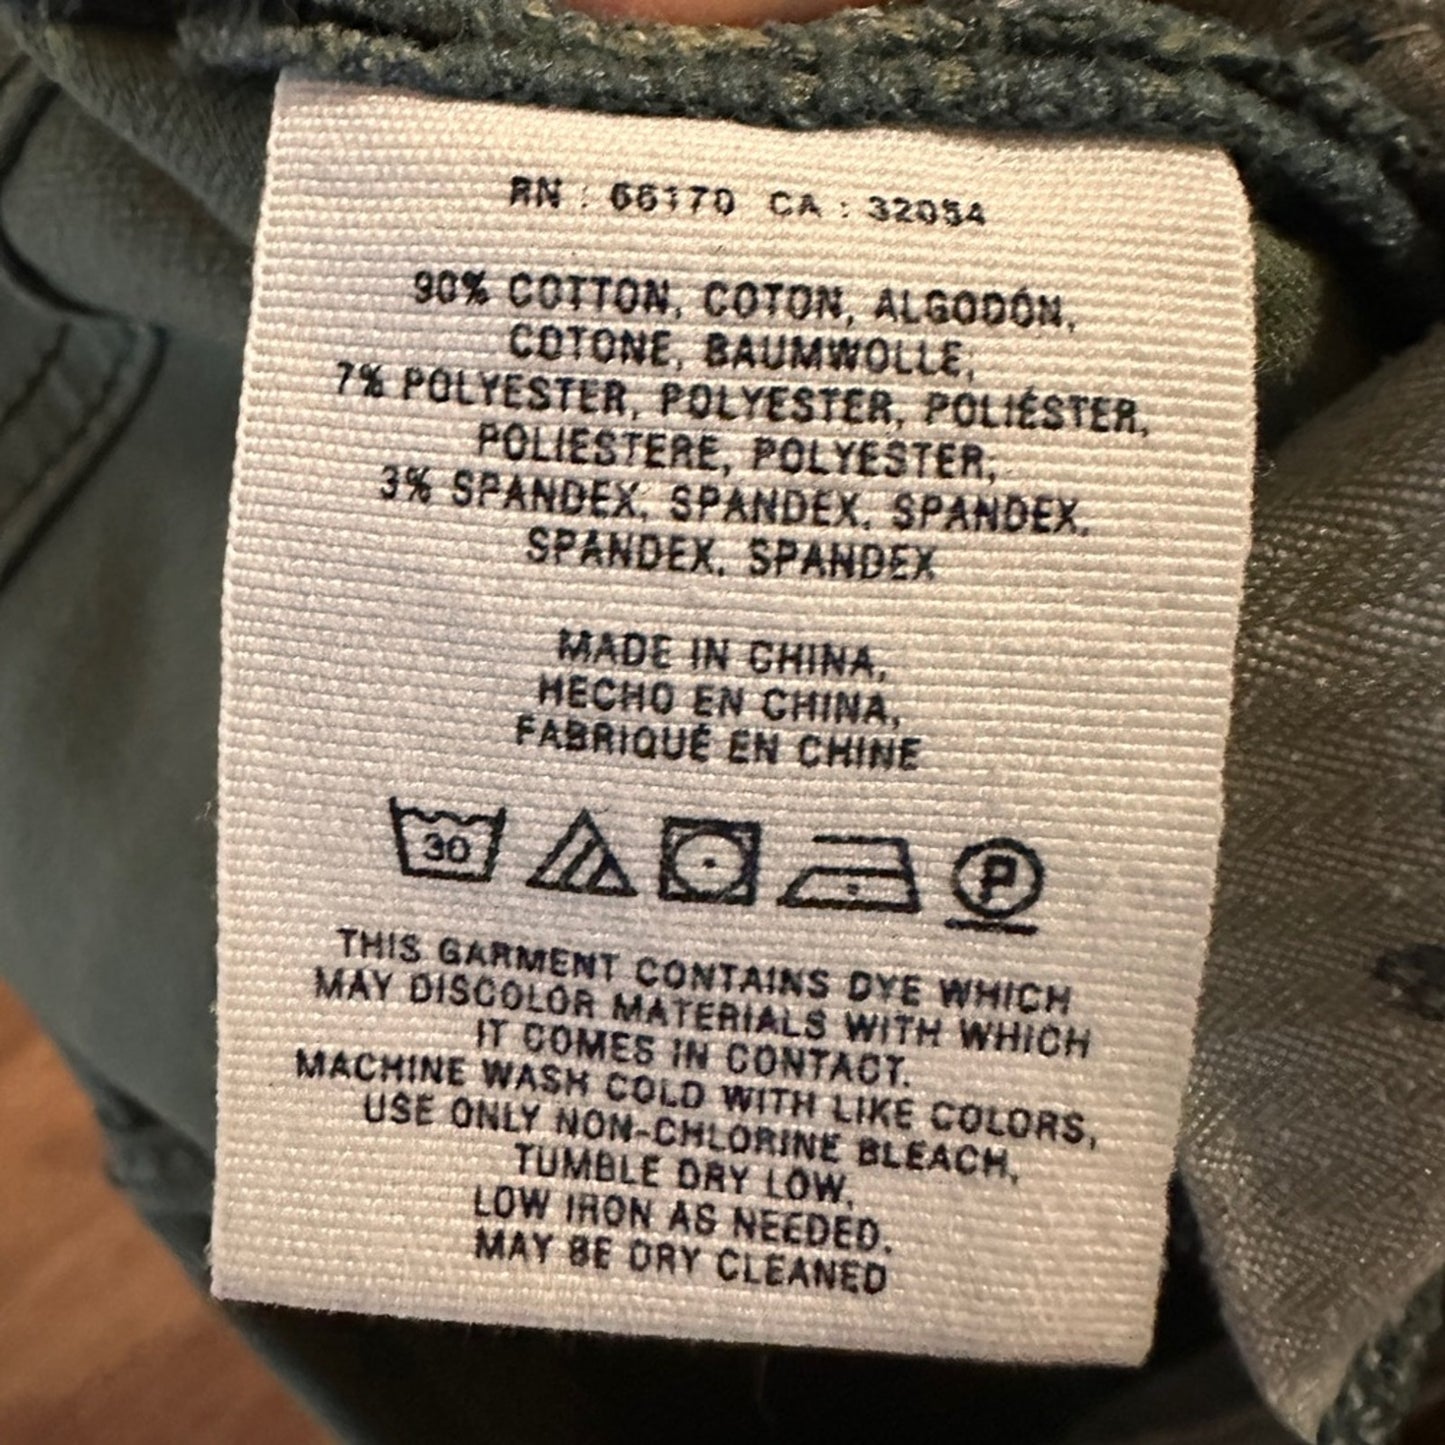 RN : 66170 CA : 32054
90% COTTON, COTON, ALGODÓN,
COTONE, BAUMWOLLE;
7% POLYESTER, POLYESTER, POLIÉSTER,
POLIESTERE, POLYESTER;
3% SPANDEX, SPANDEX, SPANDEX,
SPANDEX, SPANDEX
MADE IN CHINA,
HECHO EN CHINA,
FABRIQUÉ EN CHINE
30 P
THIS GARMENT CONTAINS DYE WHICH
MAY DISCOLOR MATERIALS WITH WHICH
IT COMES IN CONTACT.
MACHINE WASH COLD WITH LIKE COLORS,
USE ONLY NON-CHLORINE BLEACH,
TUMBLE DRY LOW,
LOW IRON AS NEEDED.
MAY BE DRY CLEANED